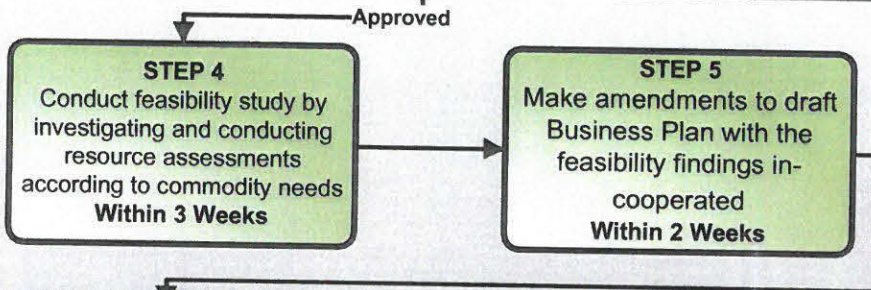 Approved
STEP 4
Conduct feasibility study by
investigating and conducting
resource assessments
according to commodity needs
Within 3 Weeks
STEP 5
Make amendments to draft
Business Plan with the
feasibility findings in-
cooperated
Within 2 Weeks